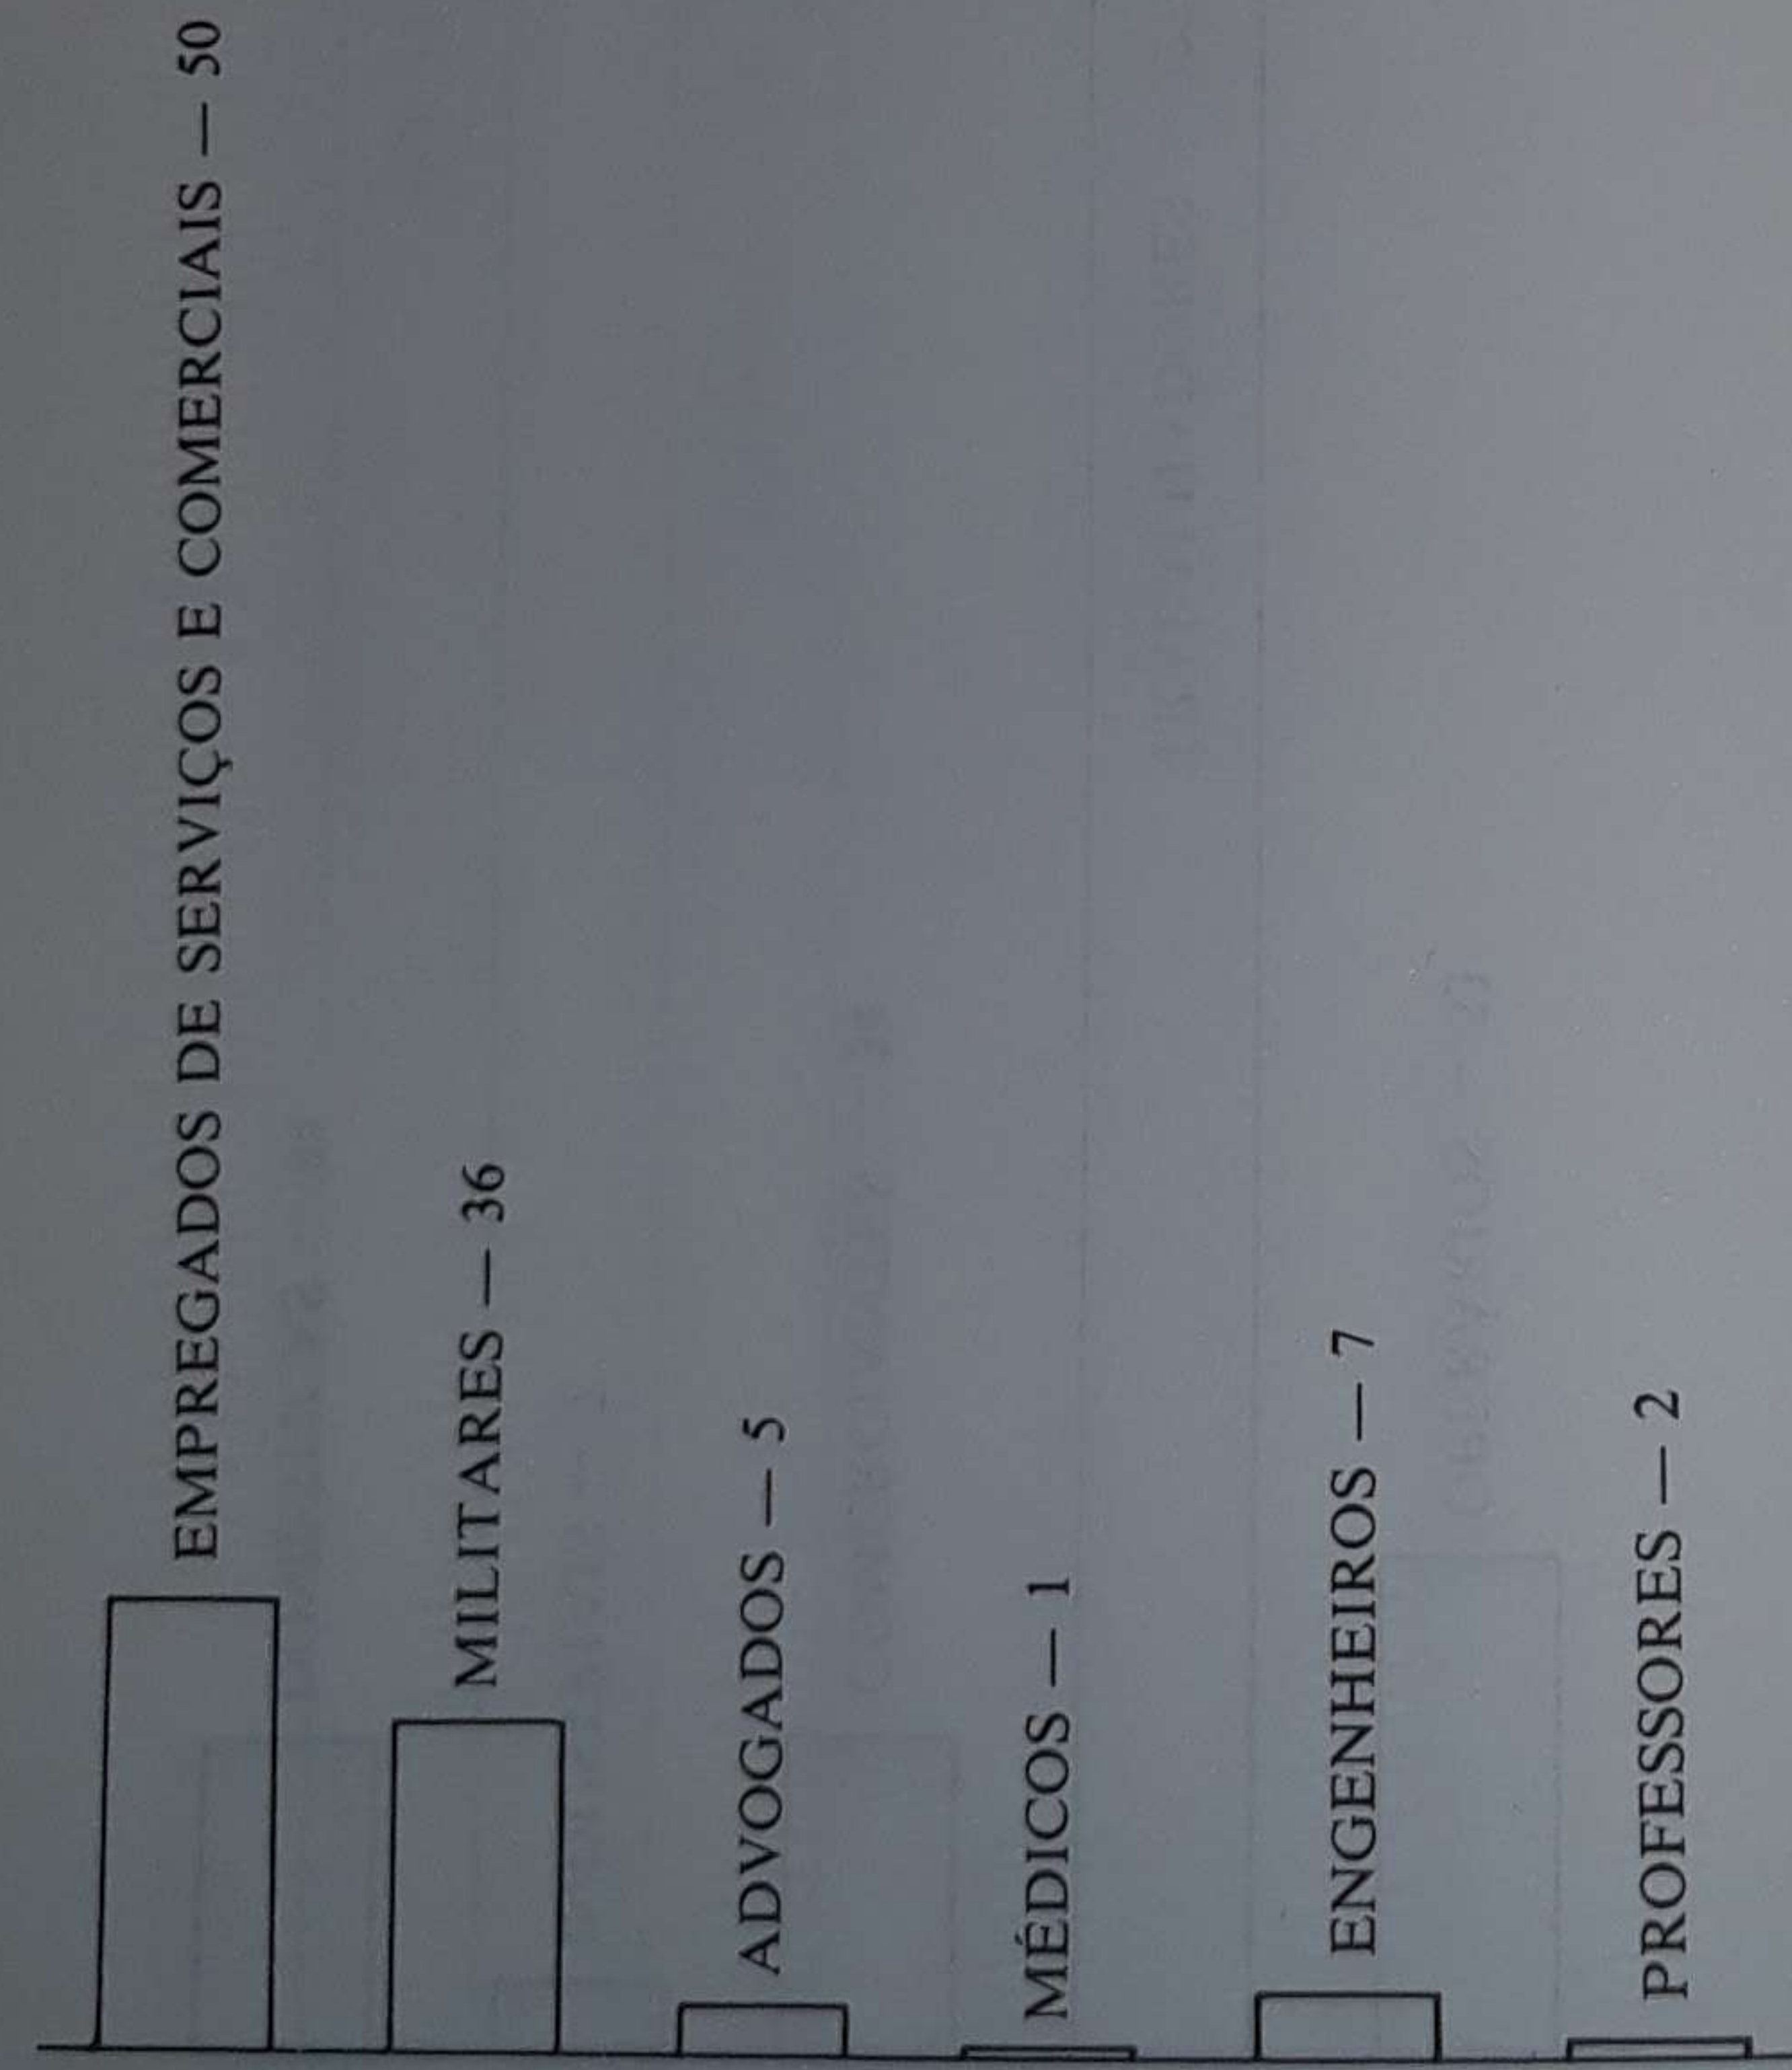 EMPREGADOS DE SERVIÇOS E COMERCIAIS — 50
MILITARES — 36
ADVOGADOS — 5
MÉDICOS — 1
ENGENHEIROS — 7
PROFESSORES — 2